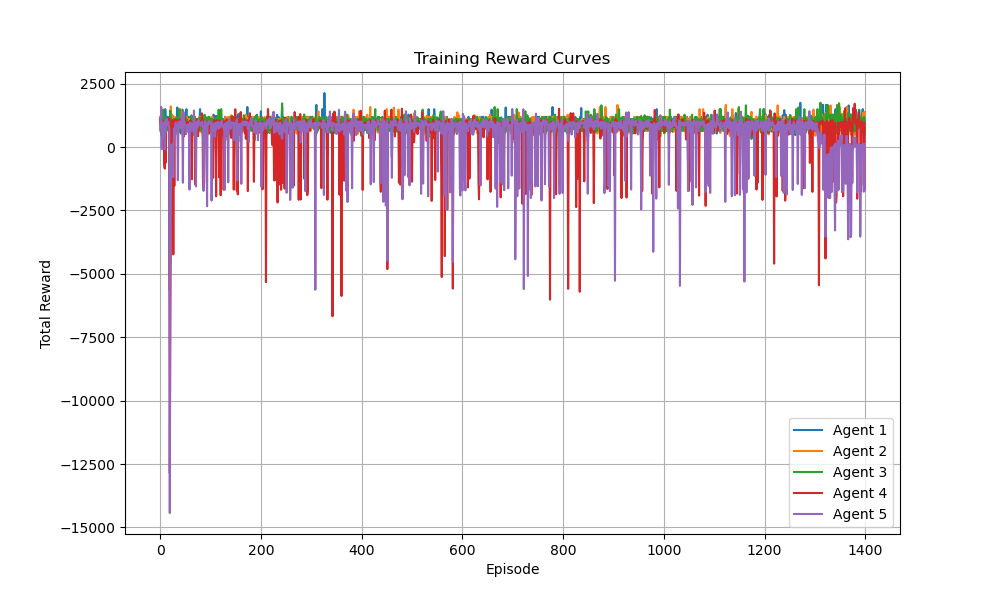 Training Reward Curves
2500
0
−2500
−5000
−7500
−10000
−12500
−15000
Total Reward
0 200 400 600 800 1000 1200 1400
Episode
Agent 1
Agent 2
Agent 3
Agent 4
Agent 5